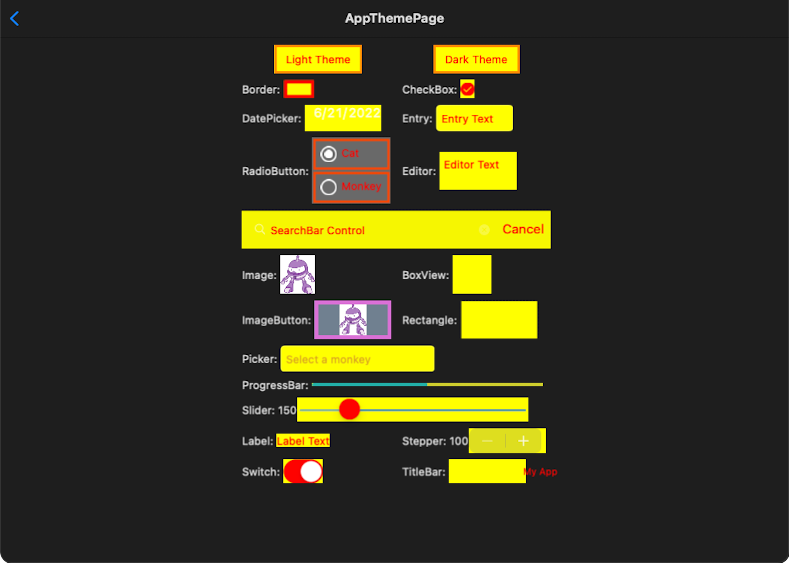 AppThemePage
Light Theme
Dark Theme
Border:
CheckBox:
DatePicker: 6/21/2022
Entry: Entry Text
RadioButton:
Cat
Monkey
Editor: Editor Text
SearchBar Control
Cancel
Image:
BoxView:
ImageButton:
Rectangle:
Picker: Select a monkey
ProgressBar:
Slider: 150
Label: Label Text
Stepper: 100
Switch:
TitleBar: My App